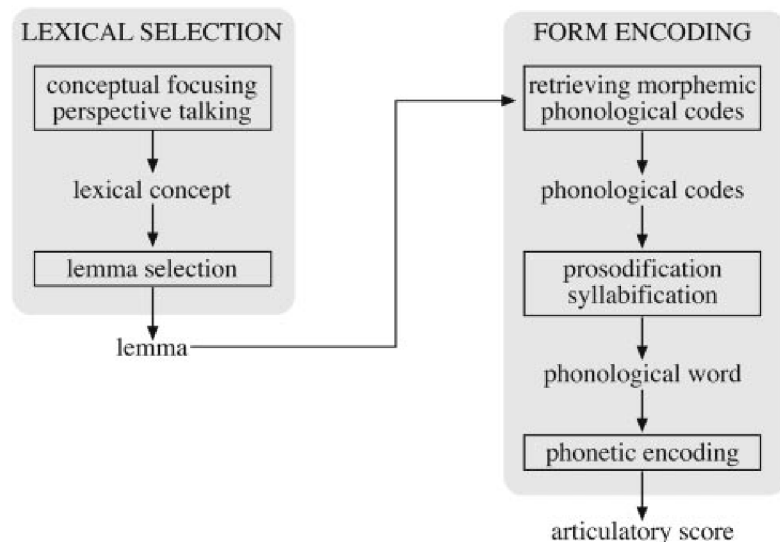 LEXICAL SELECTION
conceptual focusing
perspective talking
lexical concept
lemma selection
lemma
FORM ENCODING
retrieving morphemic
phonological codes
phonological codes
prosodification
syllabification
phonological word
phonetic encoding
articulatory score